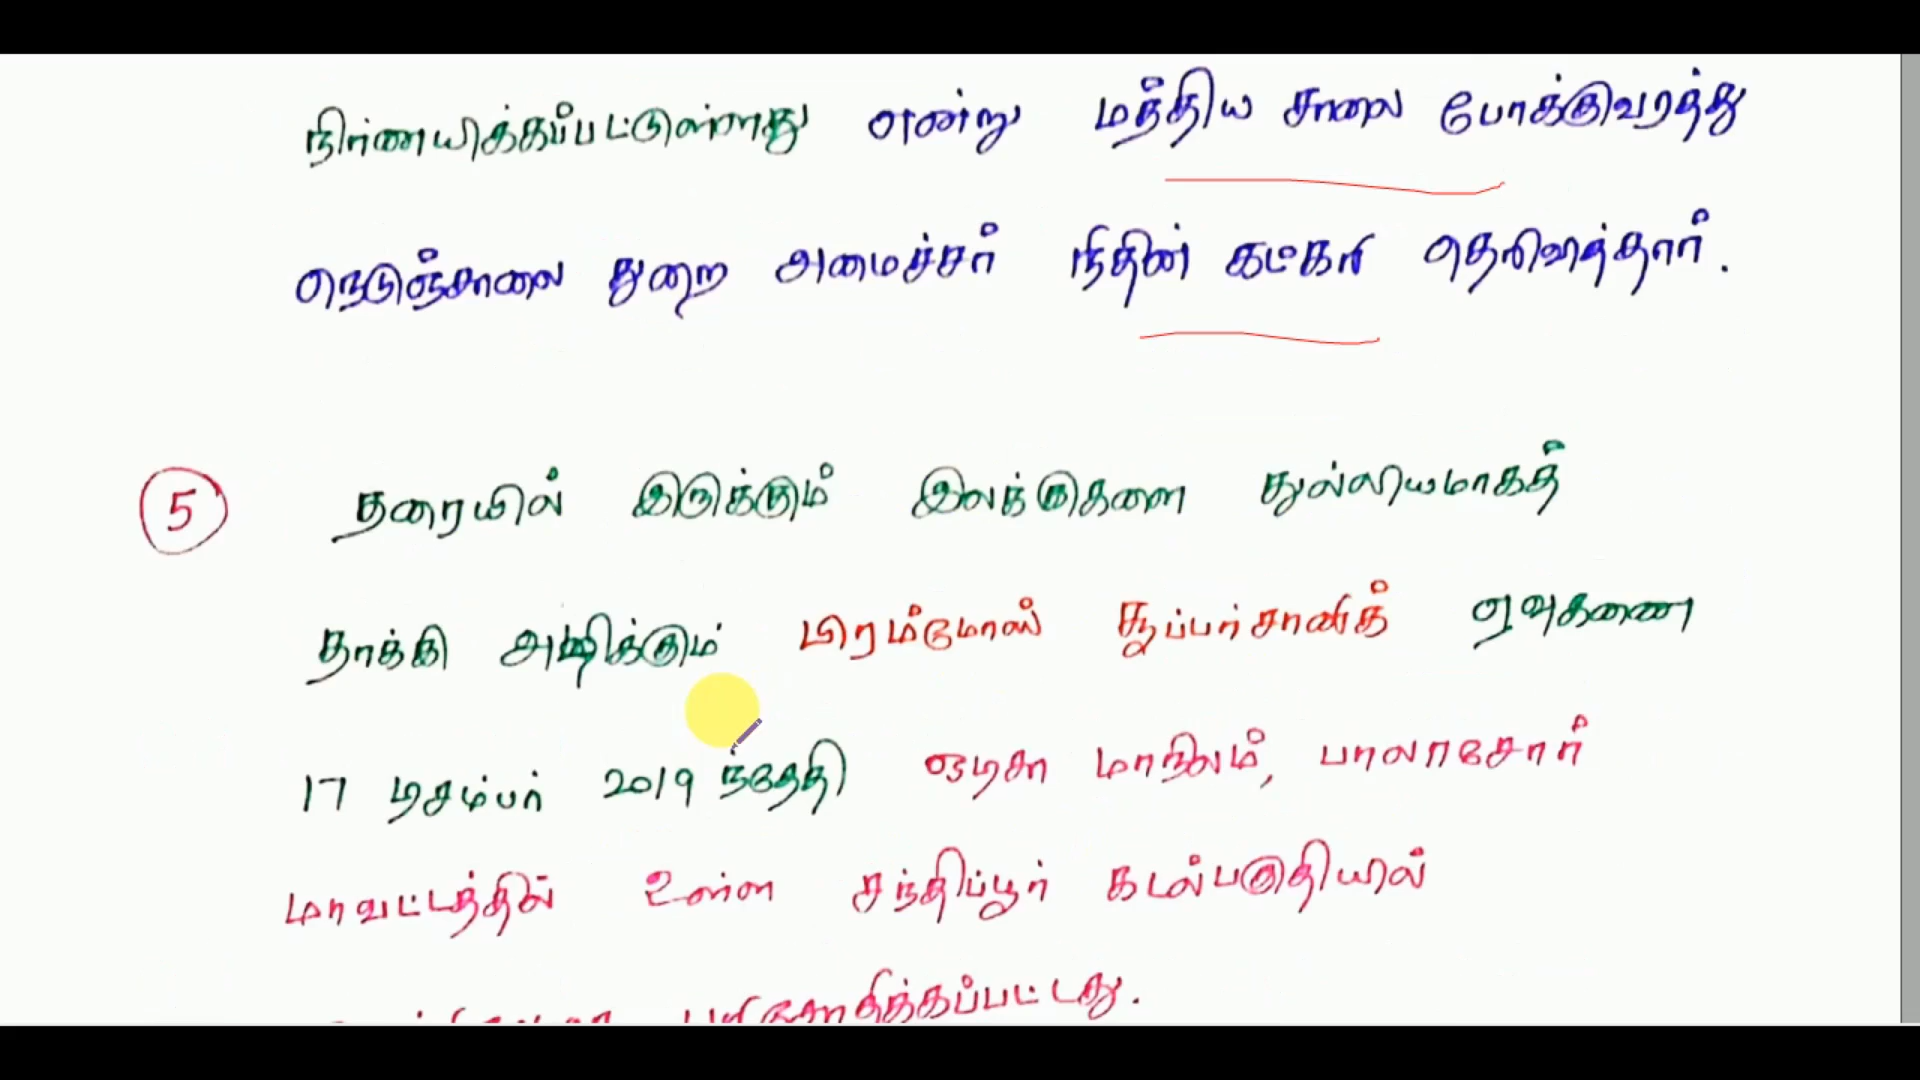 நிர்ணயிக்கப்பட்டுள்ளது என்று மத்திய சாலை போக்குவரத்து
நெடுஞ்சாலை துறை அமைச்சர் நிதின் கட்கரி தெரிவித்தார்.
5 தரையில் இருக்கும் இலக்குகளை துல்லியமாகத்
தாக்கி அழிக்கும் பிரம்மோஸ் சூப்பர்சானிக் ஏவுகணை
17 டிசம்பர் 2019 ந்தேதி ஒடிசா மாநிலம், பாலாசோர்
மாவட்டத்தில் உள்ள சந்திப்பூர் கடல்பகுதியில்
பரிசோதிக்கப்பட்டது.